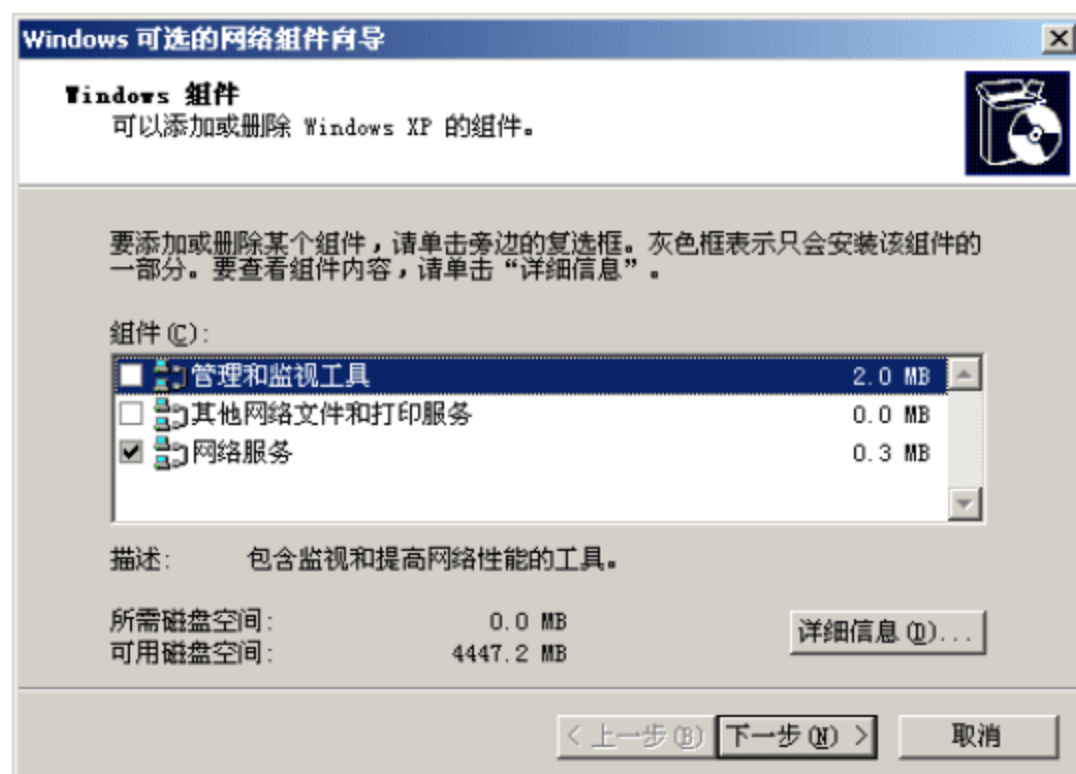 Windows 可选的网络组件向导
Windows 组件
可以添加或删除 Windows XP 的组件。
要添加或删除某个组件，请单击旁边的复选框。灰色框表示只会安装该组件的
一部分。要查看组件内容，请单击“详细信息”。
组件(C):
管理和监视工具 2.0 MB
其他网络文件和打印服务 0.0 MB
网络服务 0.3 MB
描述: 包含监视和提高网络性能的工具。
所需磁盘空间: 0.0 MB
可用磁盘空间: 4447.2 MB
详细信息(D)...
< 上一步(B) 下一步(N) > 取消